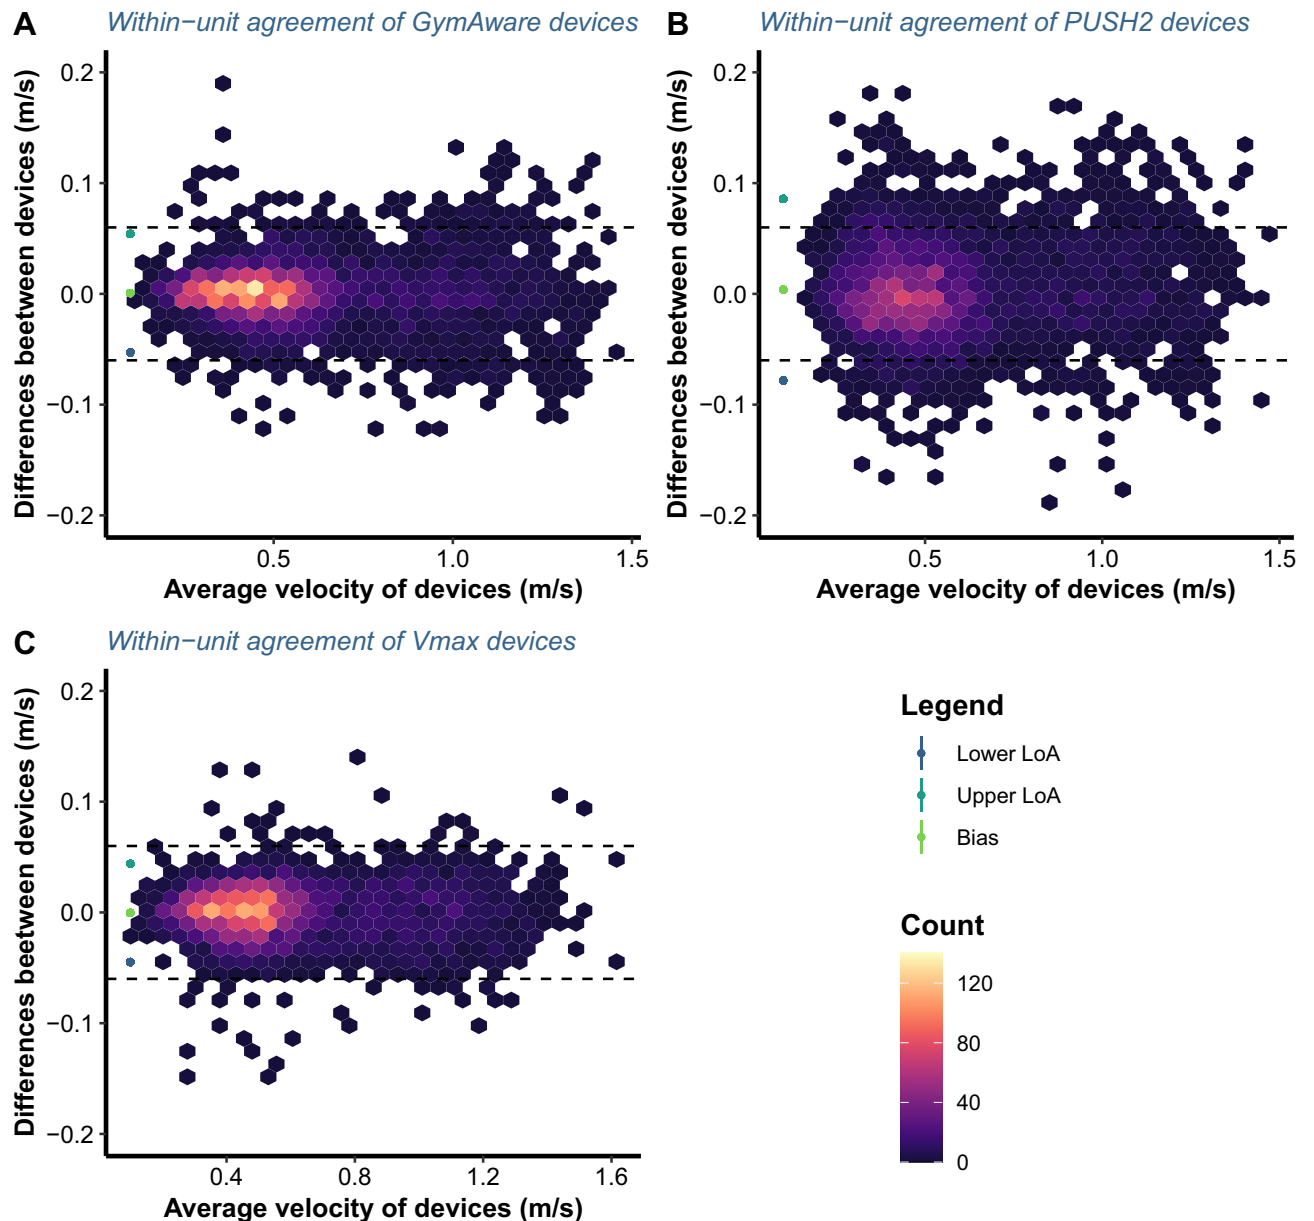 A Within−unit agreement of GymAware devices
Differences beetween devices (m/s)
0.2
0.1
0.0
−0.1
−0.2
0.5 1.0 1.5
Average velocity of devices (m/s)
B Within−unit agreement of PUSH2 devices
Differences beetween devices (m/s)
0.2
0.1
0.0
−0.1
−0.2
0.5 1.0 1.5
Average velocity of devices (m/s)
C Within−unit agreement of Vmax devices
Differences beetween devices (m/s)
0.2
0.1
0.0
−0.1
−0.2
0.4 0.8 1.2 1.6
Average velocity of devices (m/s)
Legend
Lower LoA
Upper LoA
Bias
Count
120
80
40
0